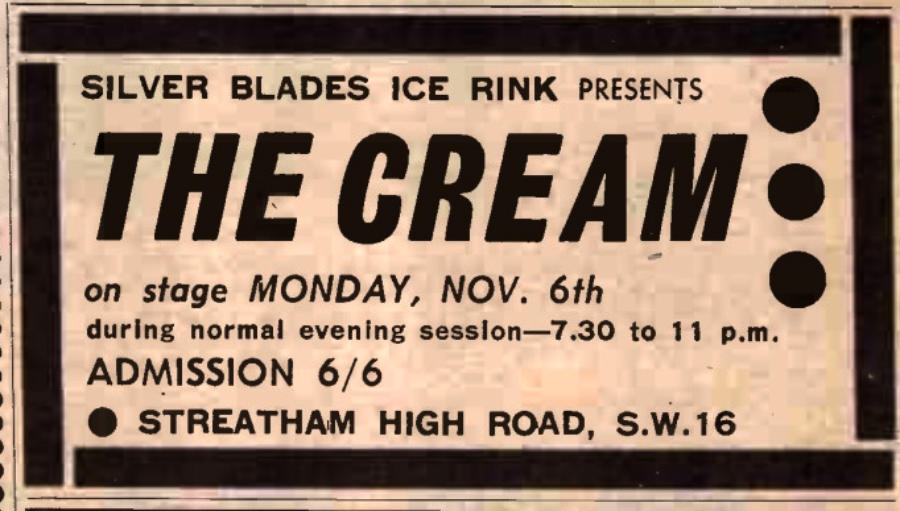 SILVER BLADES ICE RINK PRESENTS
THE CREAM
on stage MONDAY, NOV. 6th
during normal evening session—7.30 to 11 p.m.
ADMISSION 6/6
● STREATHAM HIGH ROAD, S.W.16